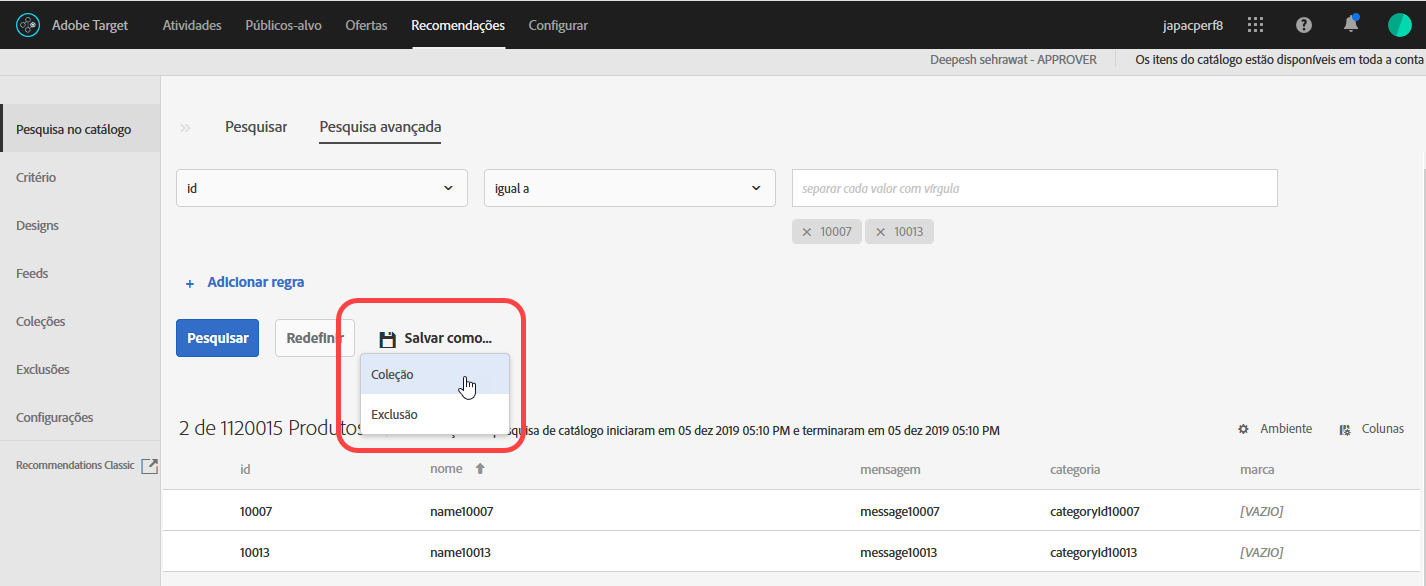 Adobe Target Atividades Públicos-alvo Ofertas Recomendações Configurar japacperf8
Deepesh sehrawat - APPROVER Os itens do catálogo estão disponíveis em toda a conta
Pesquisa no catálogo
Critério
Designs
Feeds
Coleções
Exclusões
Configurações
Recommendations Classic
Pesquisar Pesquisa avançada
id igual a separar cada valor com vírgula
10007 10013
+ Adicionar regra
Pesquisar Redefinir Salvar como...
Coleção
Exclusão
2 de 1120015 Produtos de catálogo iniciaram em 05 dez 2019 05:10 PM e terminaram em 05 dez 2019 05:10 PM Ambiente Colunas
id nome mensagem categoria marca
10007 name10007 message10007 categoryId10007 [VAZIO]
10013 name10013 message10013 categoryId10013 [VAZIO]